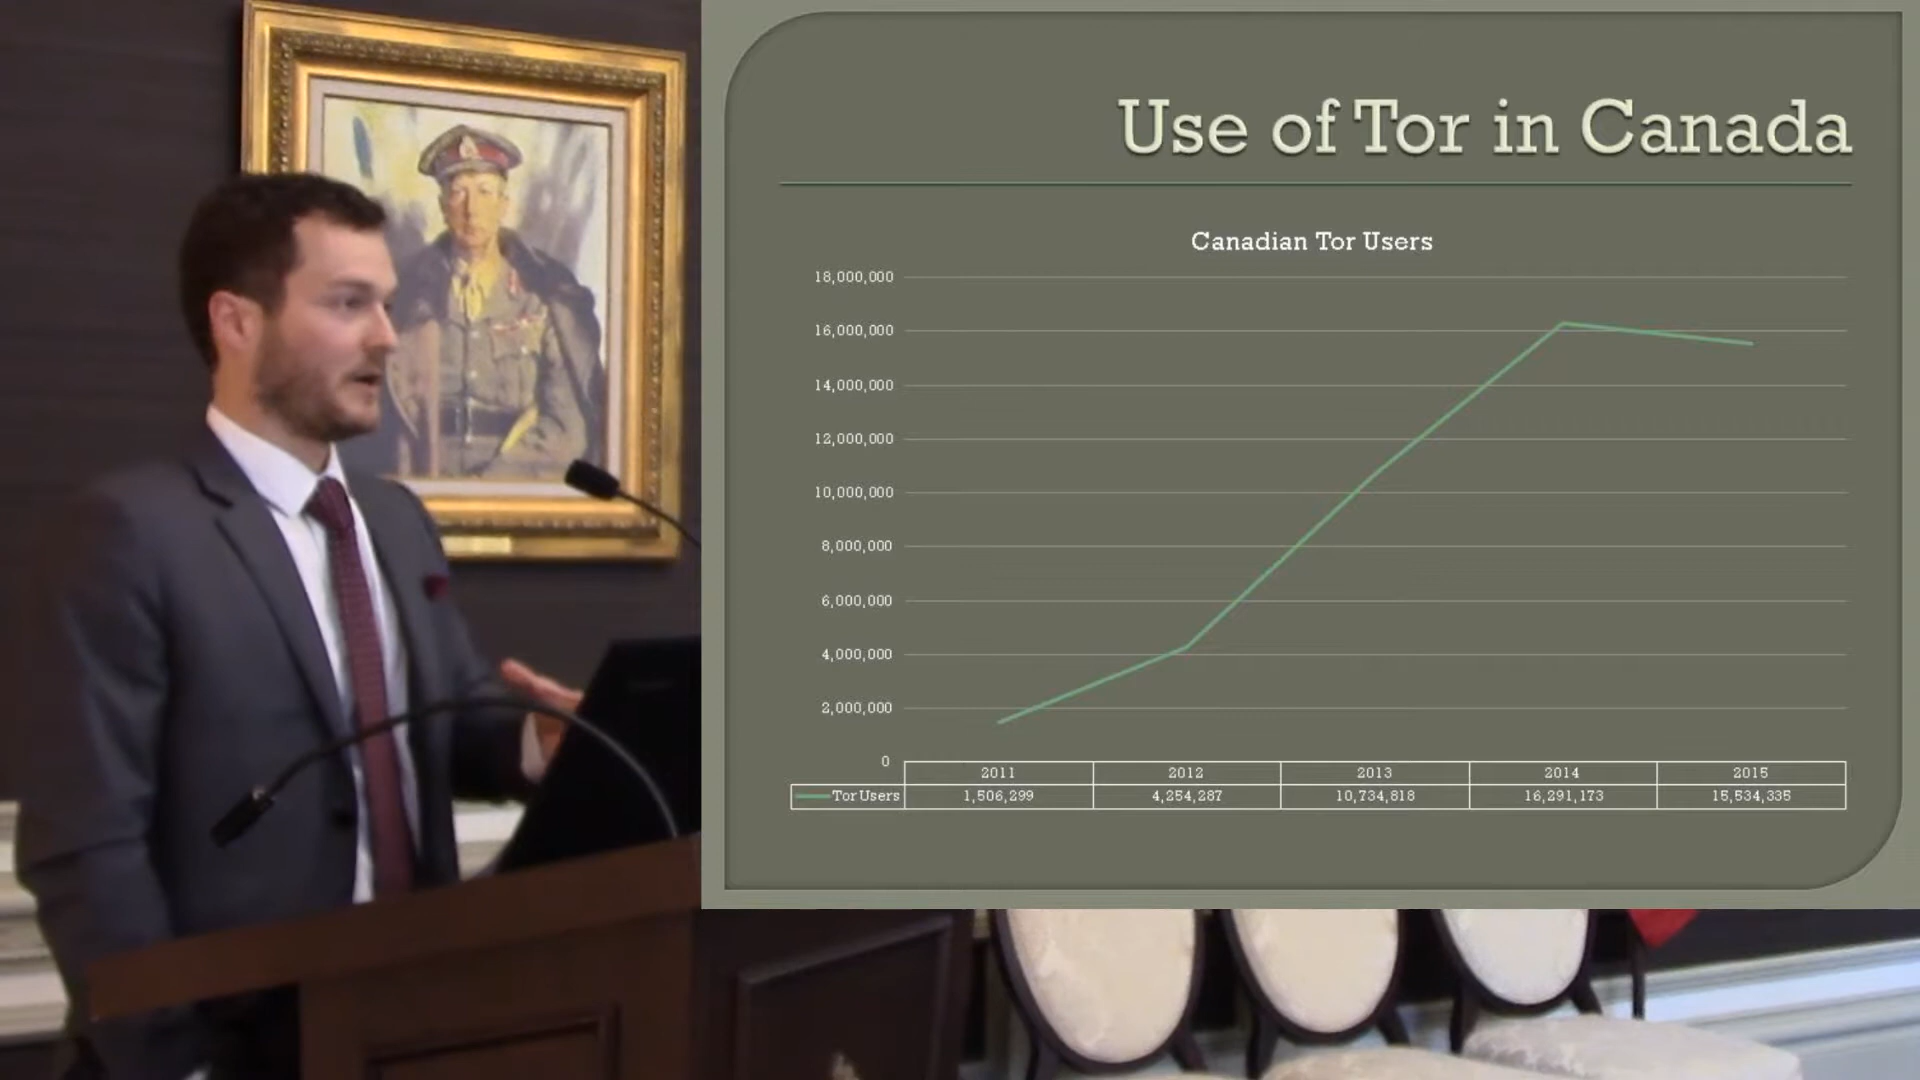 Use of Tor in Canada
Canadian Tor Users
18,000,000
16,000,000
14,000,000
12,000,000
10,000,000
8,000,000
6,000,000
4,000,000
2,000,000
0
2011 2012 2013 2014 2015
Tor Users 1,506,299 4,254,287 10,734,818 16,291,173 15,534,335